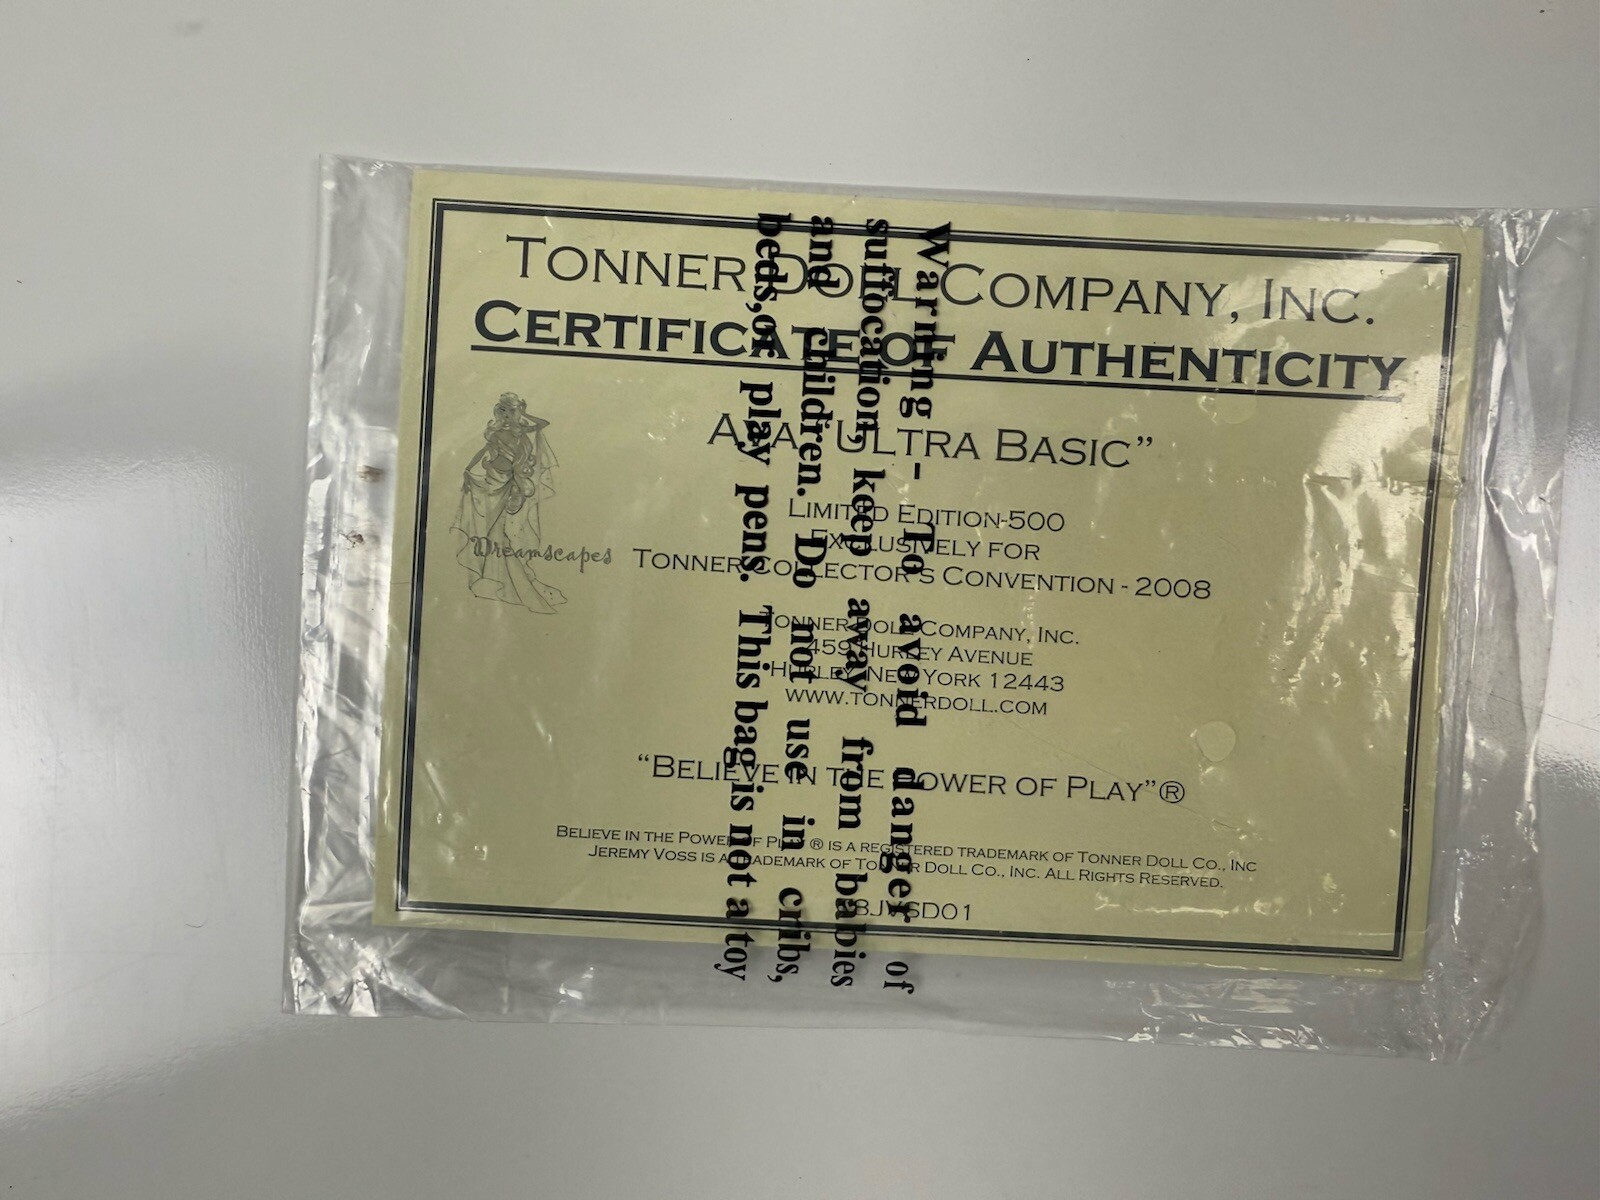 TONNER DOLL COMPANY, INC.
CERTIFICATE OF AUTHENTICITY
"ULTRA BASIC"
LIMITED EDITION-500
EXCLUSIVELY FOR
TONNER COLLECTOR'S CONVENTION - 2008
Dreamscapes
TONNER DOLL COMPANY, INC.
459 HURLEY AVENUE
HURLEY, NEW YORK 12443
WWW.TONNERDOLL.COM
"BELIEVE IN THE POWER OF PLAY"®
BELIEVE IN THE POWER OF PLAY ® IS A REGISTERED TRADEMARK OF TONNER DOLL CO., INC
JEREMY VOSS IS A TRADEMARK OF TONNER DOLL CO., INC. ALL RIGHTS RESERVED.
Warning - To avoid danger of
suffocation, keep away from babies
and children. Do not use in cribs,
beds,or play pens. This bag is not a toy